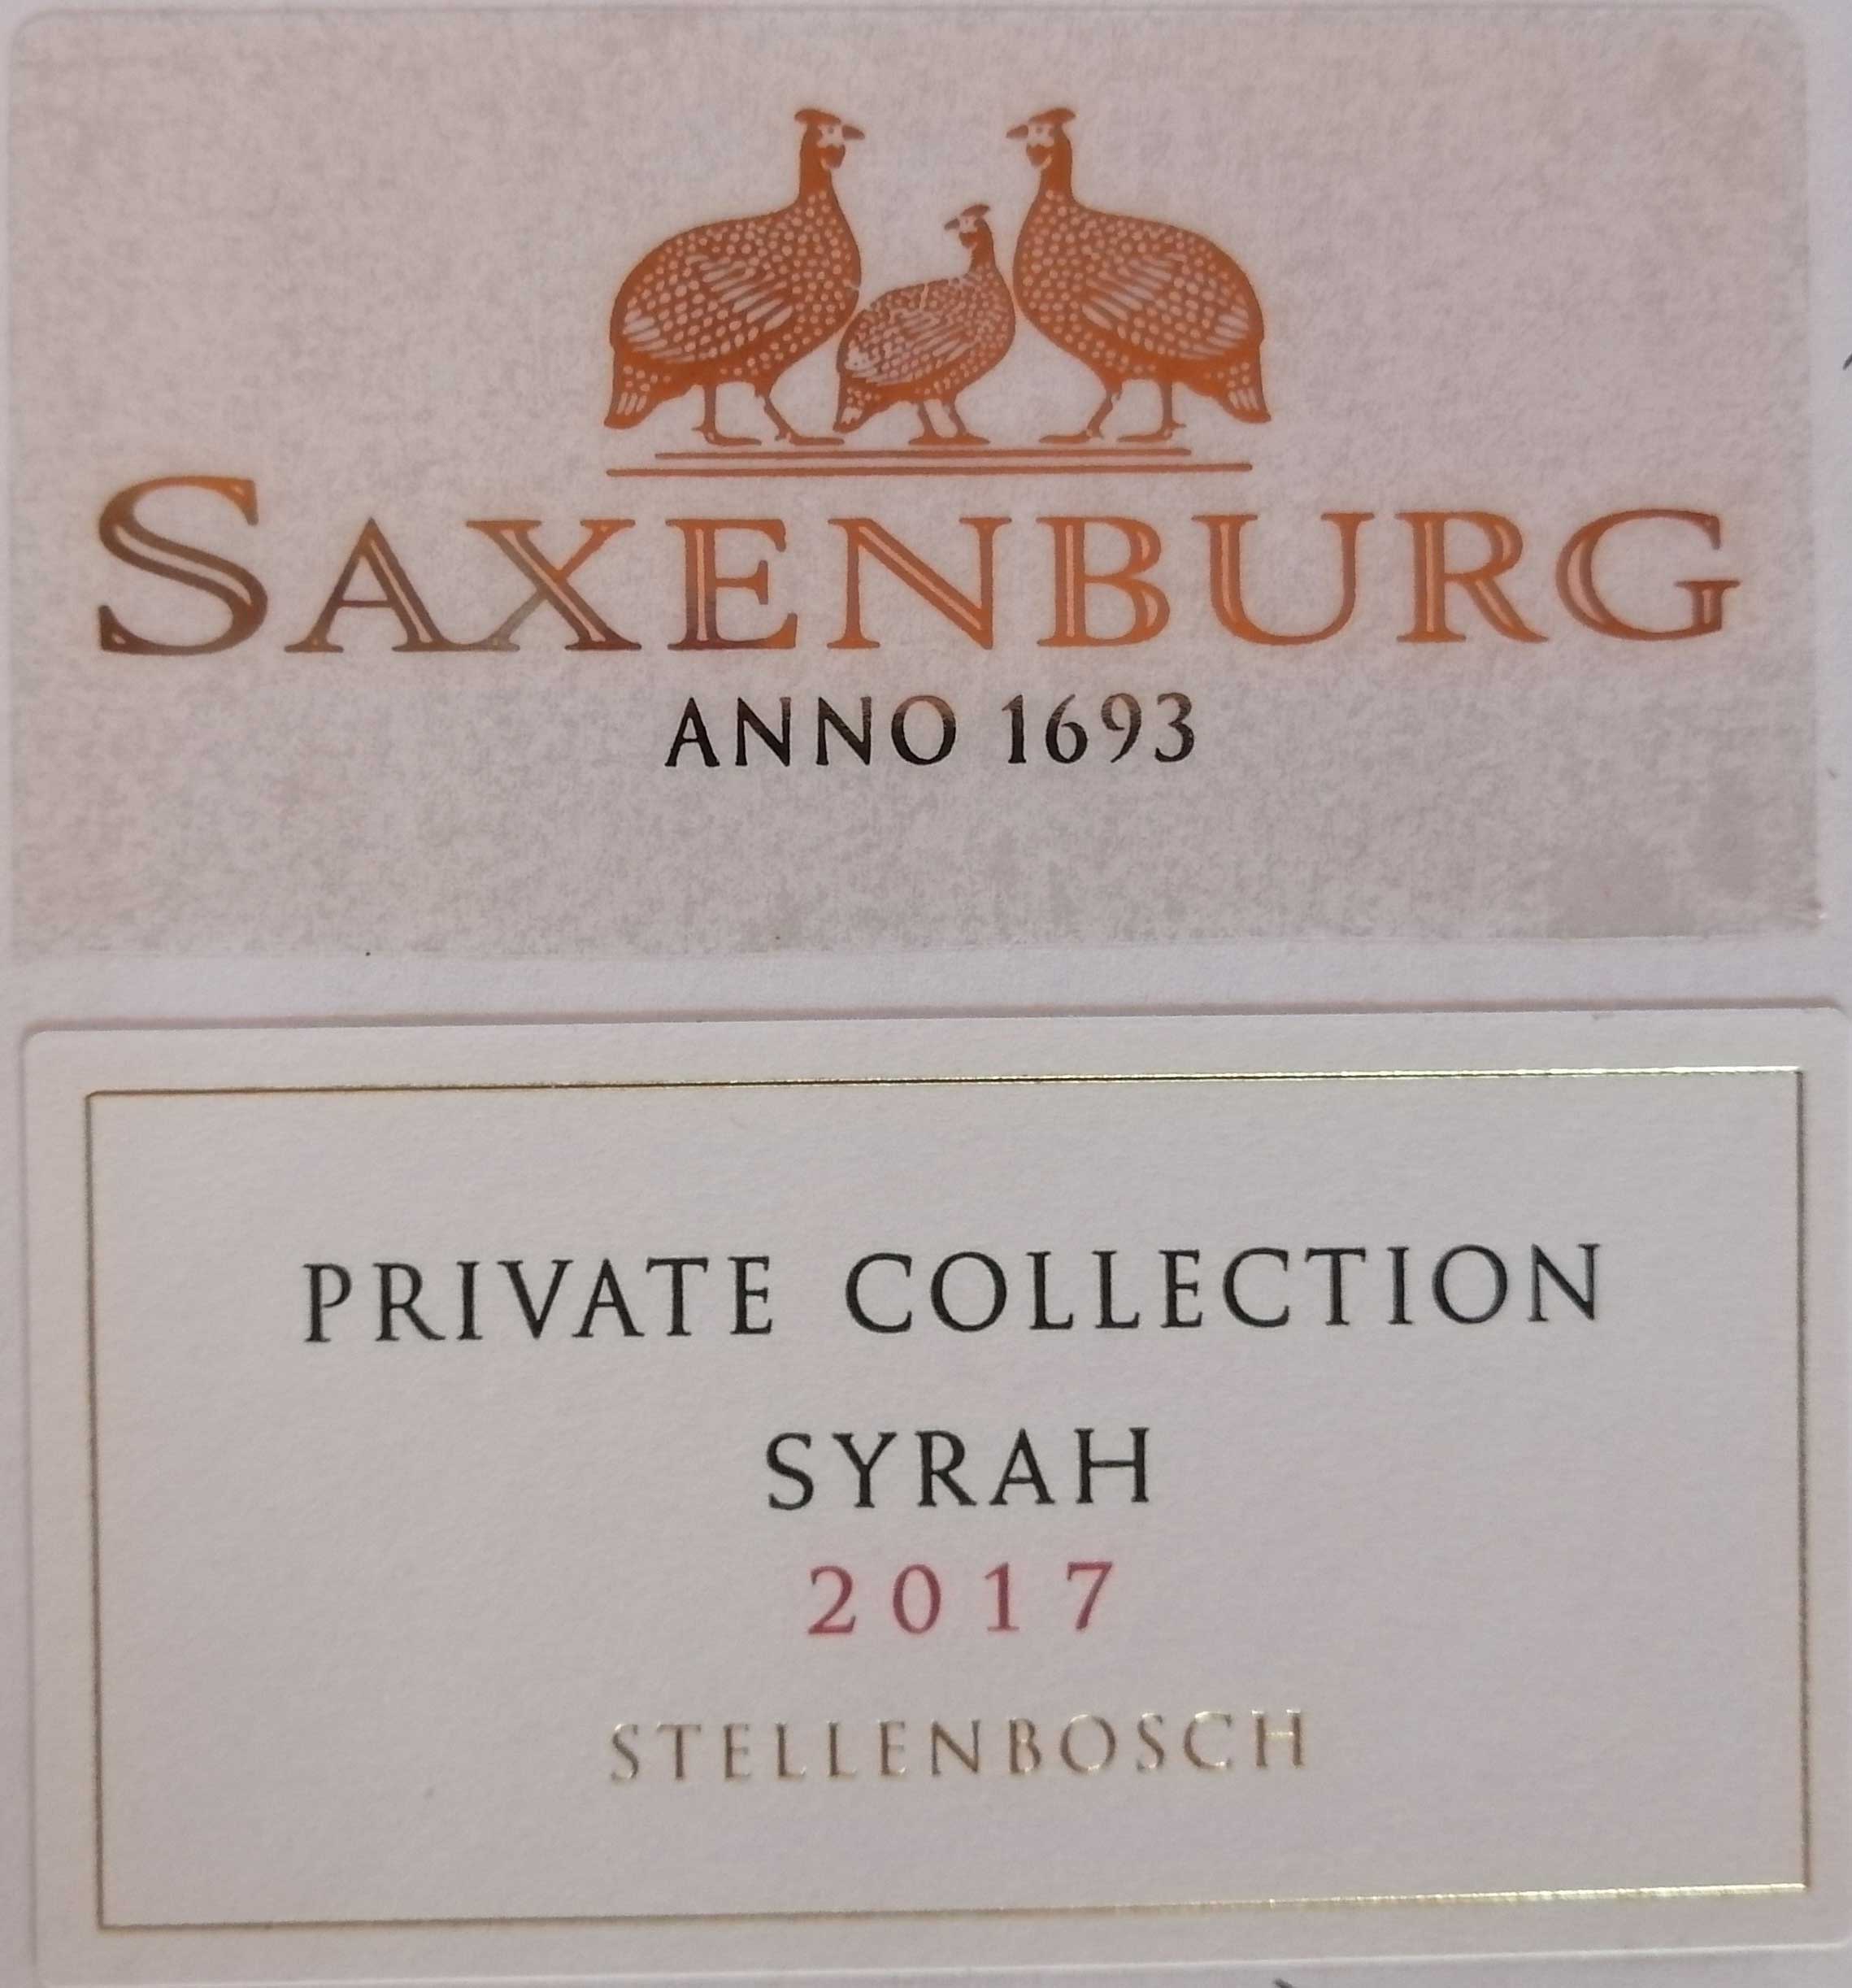 SAXENBURG
ANNO 1693
PRIVATE COLLECTION
SYRAH
2017
STELLENBOSCH